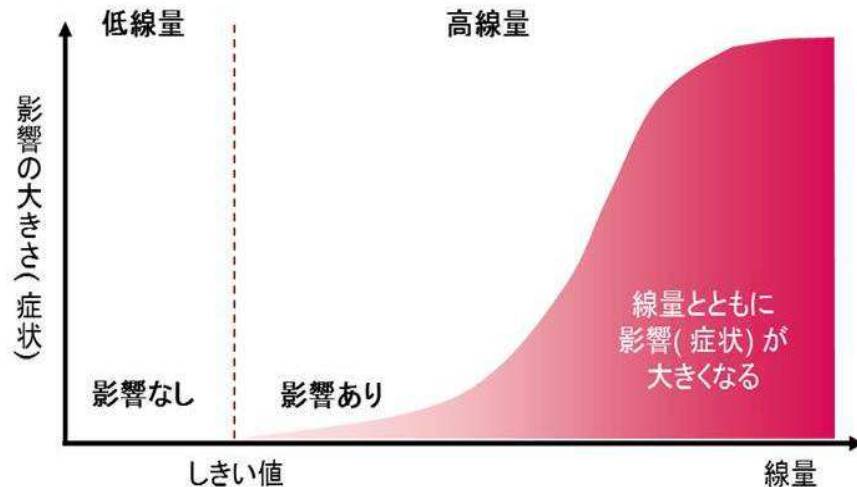 低線量
高線量
影響の大きさ(症状)
影響なし
影響あり
線量とともに
影響(症状)が
大きくなる
しきい値
線量